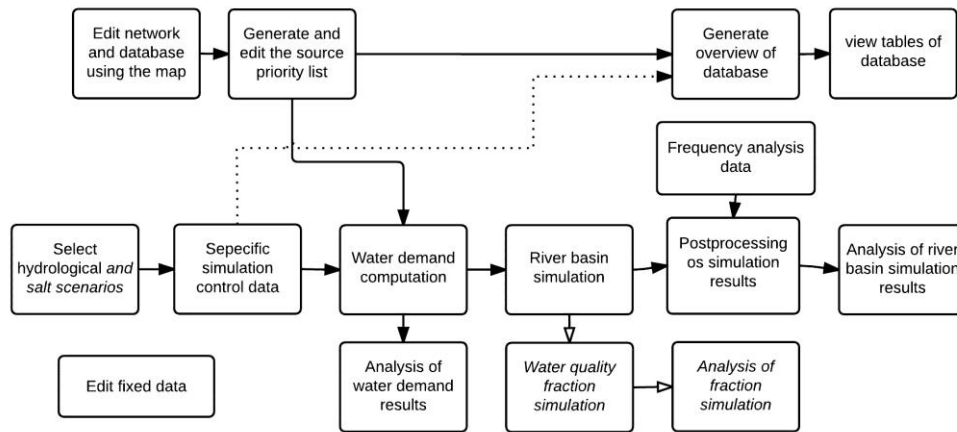 Edit network
and database
using the map
Generate and
edit the source
priority list
Generate
overview of
database
view tables of
database
Frequency analysis
data
Select
hydrological and
salt scenarios
Sepecific
simulation
control data
Water demand
computation
River basin
simulation
Postprocessing
os simulation
results
Analysis of river
basin simulation
results
Edit fixed data
Analysis of
water demand
results
Water quality
fraction
simulation
Analysis of
fraction
simulation